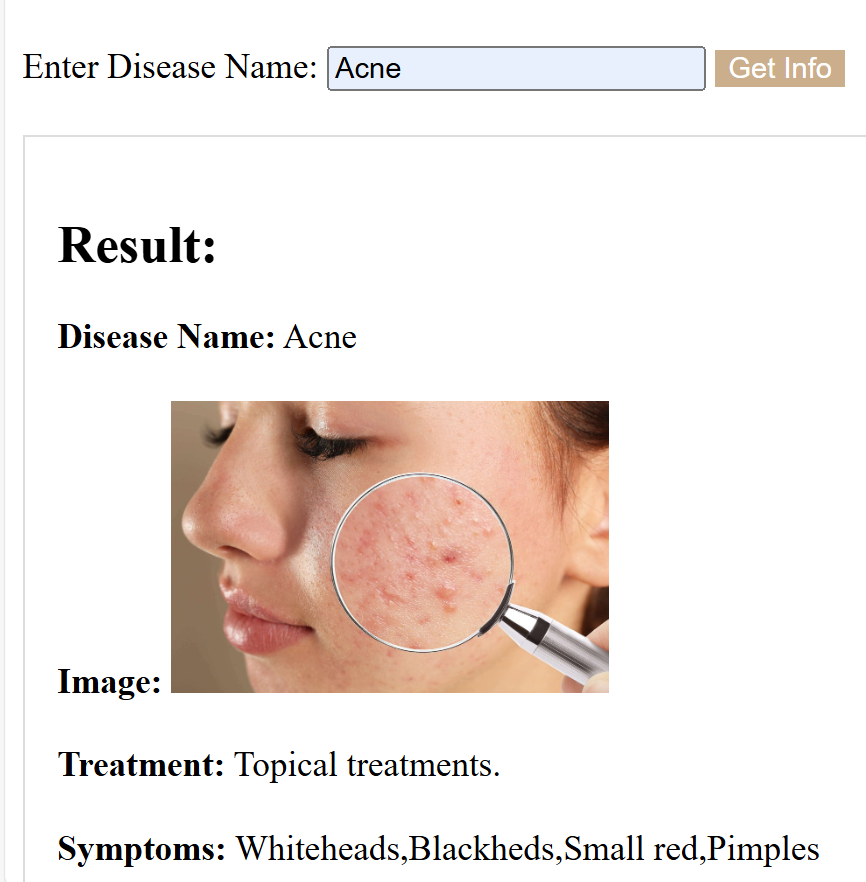 Enter Disease Name: Acne Get Info
Result:
Disease Name: Acne
Image:
Treatment: Topical treatments.
Symptoms: Whiteheads,Blackheds,Small red,Pimples